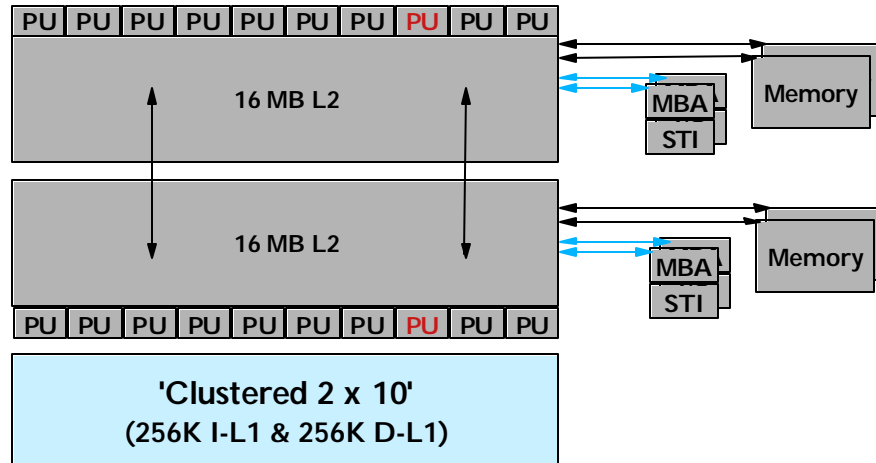 PU PU PU PU PU PU PU PU PU PU
16 MB L2
MBA
STI
Memory
16 MB L2
MBA
STI
Memory
PU PU PU PU PU PU PU PU PU PU
'Clustered 2 x 10'
(256K I-L1 & 256K D-L1)